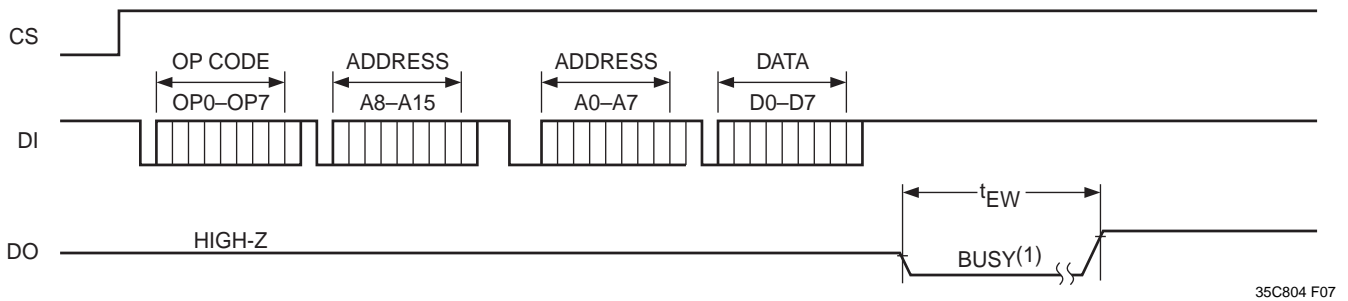 CS
OP CODE ADDRESS ADDRESS DATA
OP0–OP7 A8–A15 A0–A7 D0–D7
DI
tEW
DO HIGH-Z BUSY(1)
35C804 F07